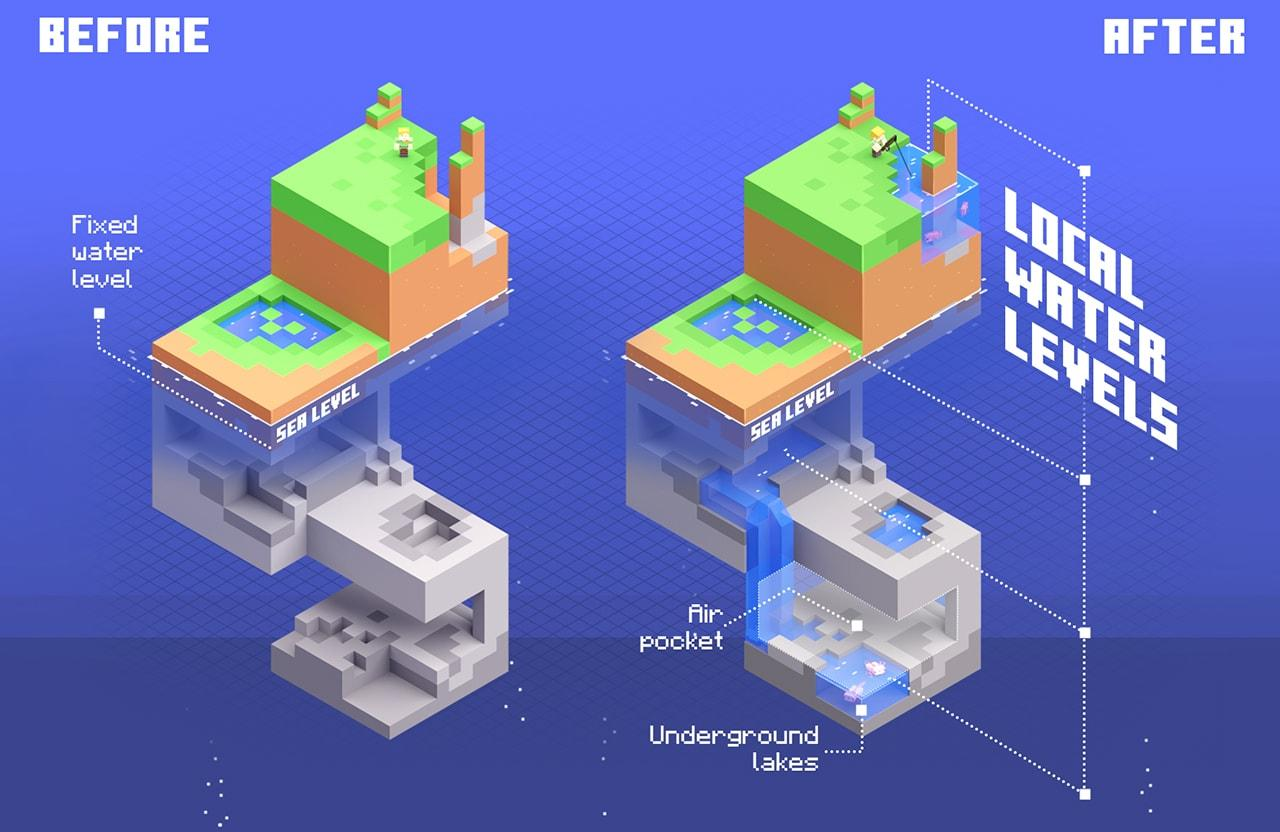 BEFORE
AFTER
Fixed
water
level
LOCAL
WATER
LEVELS
SEA LEVEL
SEA LEVEL
Air
pocket
Underground
lakes